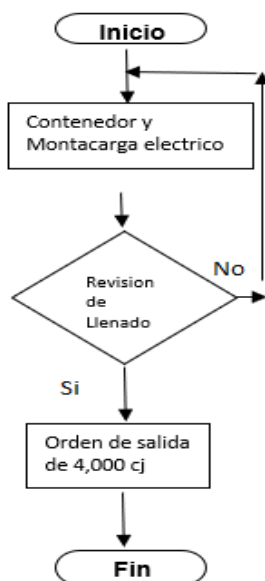 Inicio
Contenedor y
Montacarga electrico
Revision
de
Llenado
No
Si
Orden de salida
de 4,000 cj
Fin